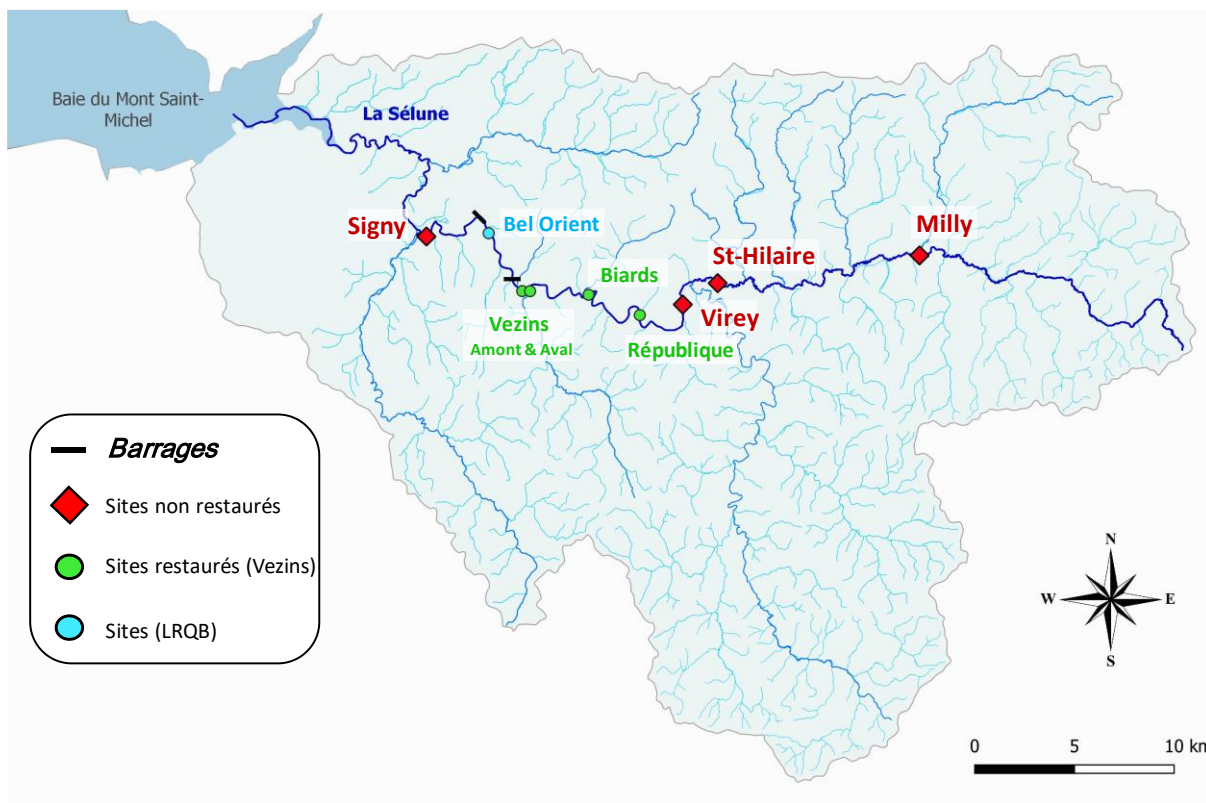 Baie du Mont Saint-
Michel
La Sélune
Signy
Bel Orient
Milly
St-Hilaire
Biards
Virey
Vezins
Amont & Aval
République
Barrages
Sites non restaurés
Sites restaurés (Vezins)
Sites (LRQB)
N
W
E
S
0
5
10 km